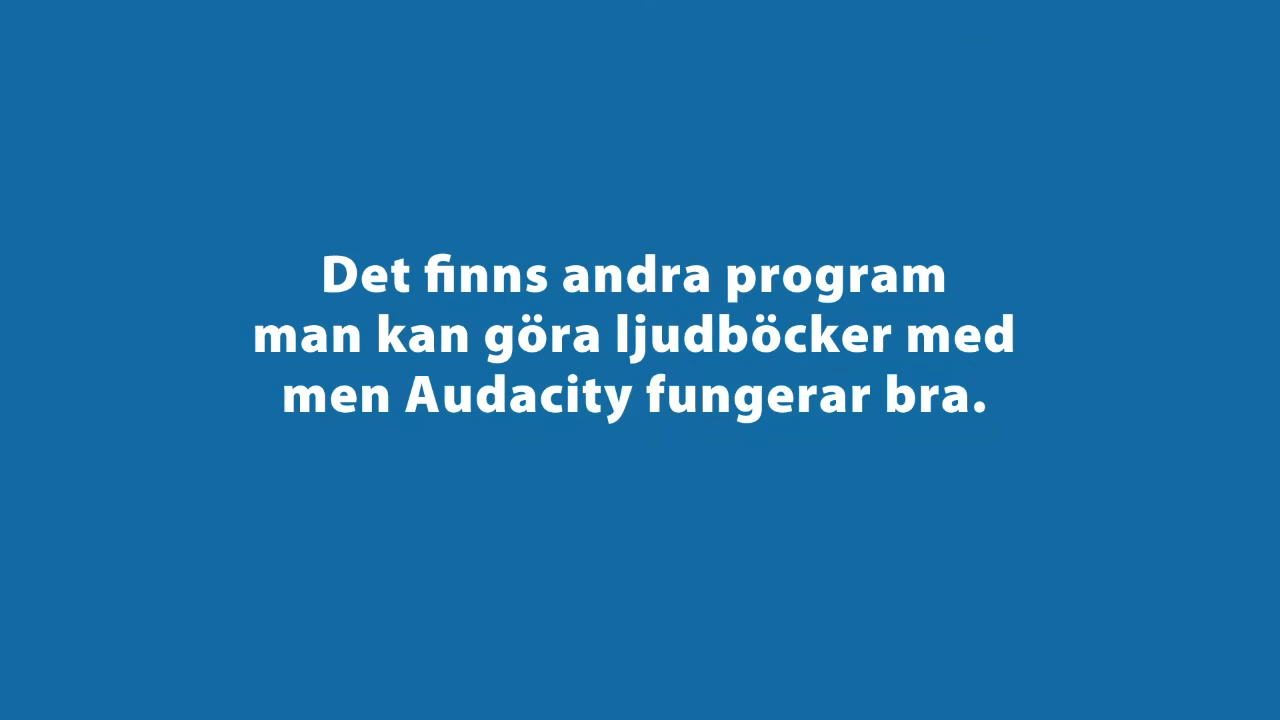 Det finns andra program
man kan göra ljudböcker med
men Audacity fungerar bra.